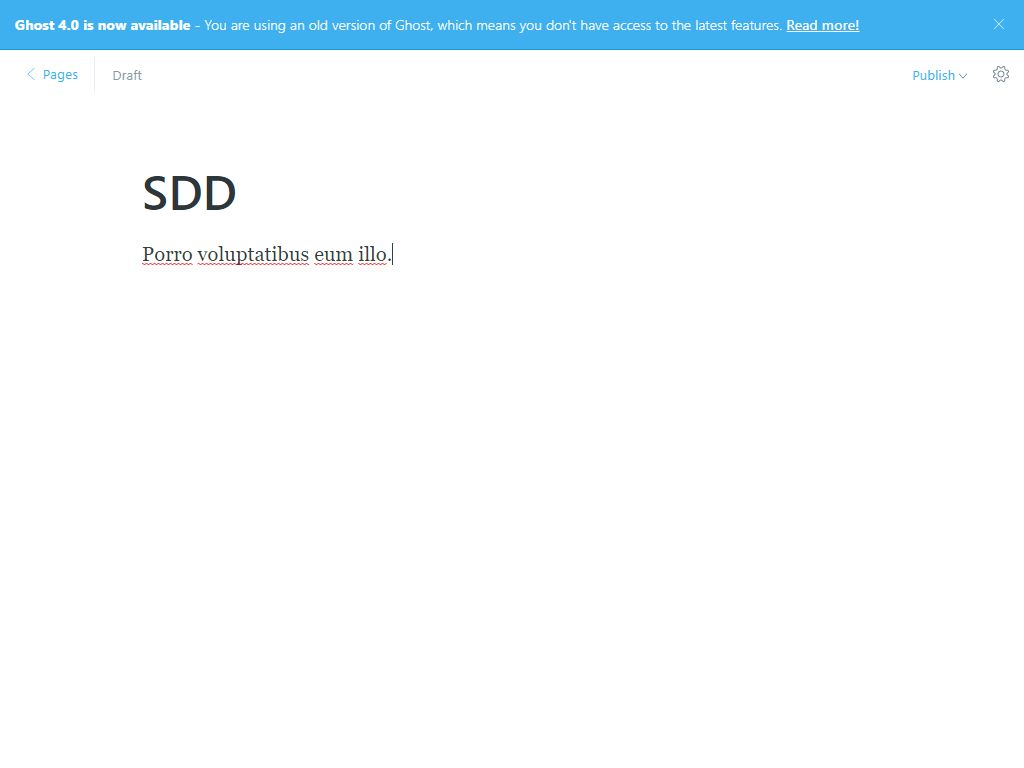 Ghost 4.0 is now available - You are using an old version of Ghost, which means you don't have access to the latest features. Read more!
Pages
Draft
Publish
SDD
Porro voluptatibus eum illo.